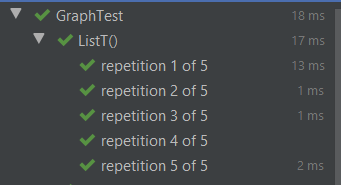 GraphTest 18 ms
ListT() 17 ms
repetition 1 of 5 13 ms
repetition 2 of 5 1 ms
repetition 3 of 5 1 ms
repetition 4 of 5
repetition 5 of 5 2 ms